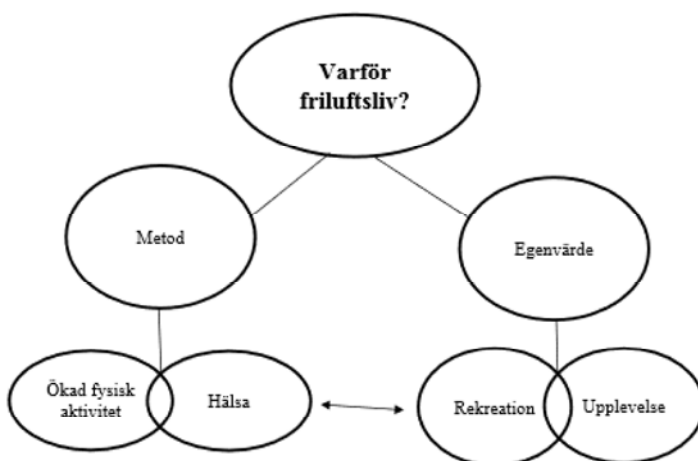 Varför
friluftsliv?
Metod
Egenvärde
Ökad fysisk
aktivitet
Hälsa
Rekreation
Upplevelse